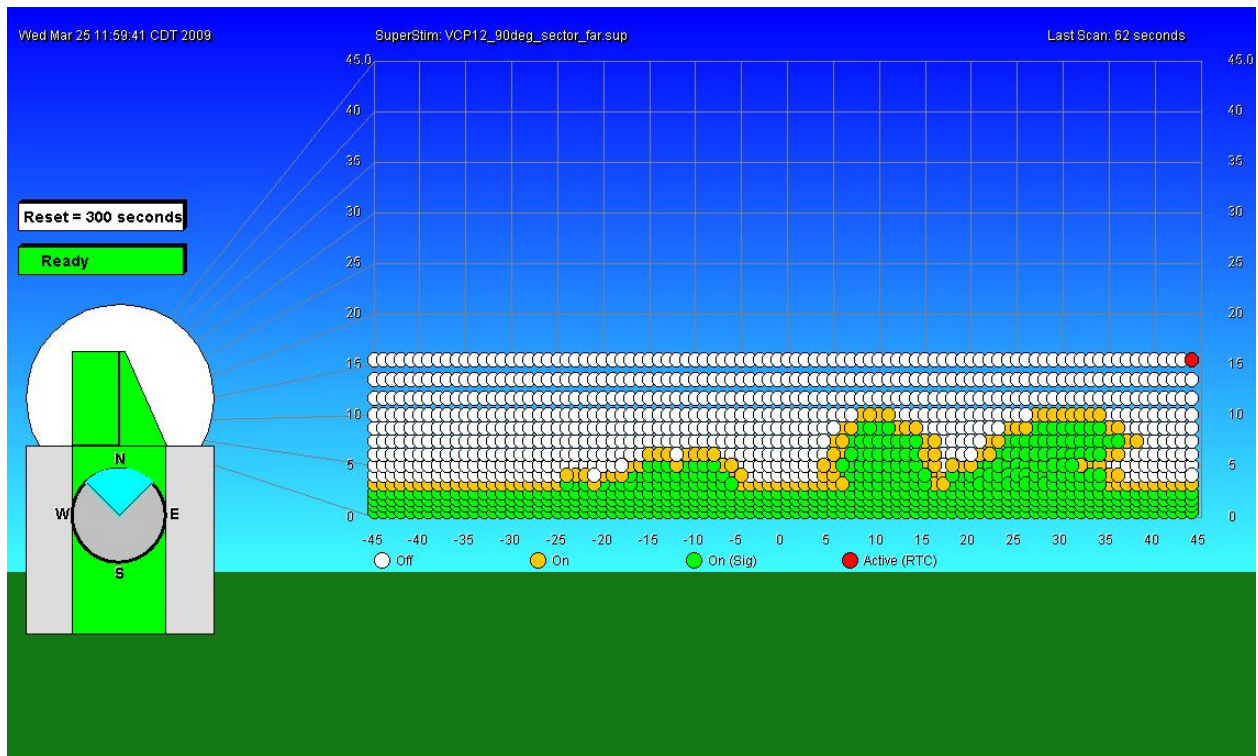 Wed Mar 25 11:59:41 CDT 2009 SuperStim: VCP12_90deg_sector_far.sup Last Scan: 62 seconds
45.0 45.0
40 40
35 35
30 30
Reset = 300 seconds
25 25
Ready
20 20
15 15
10 10
N
5 5
W E
0 0
-45 -40 -35 -30 -25 -20 -15 -10 -5 0 5 10 15 20 25 30 35 40 45
Off On On (Sig) Active (RTC)
S